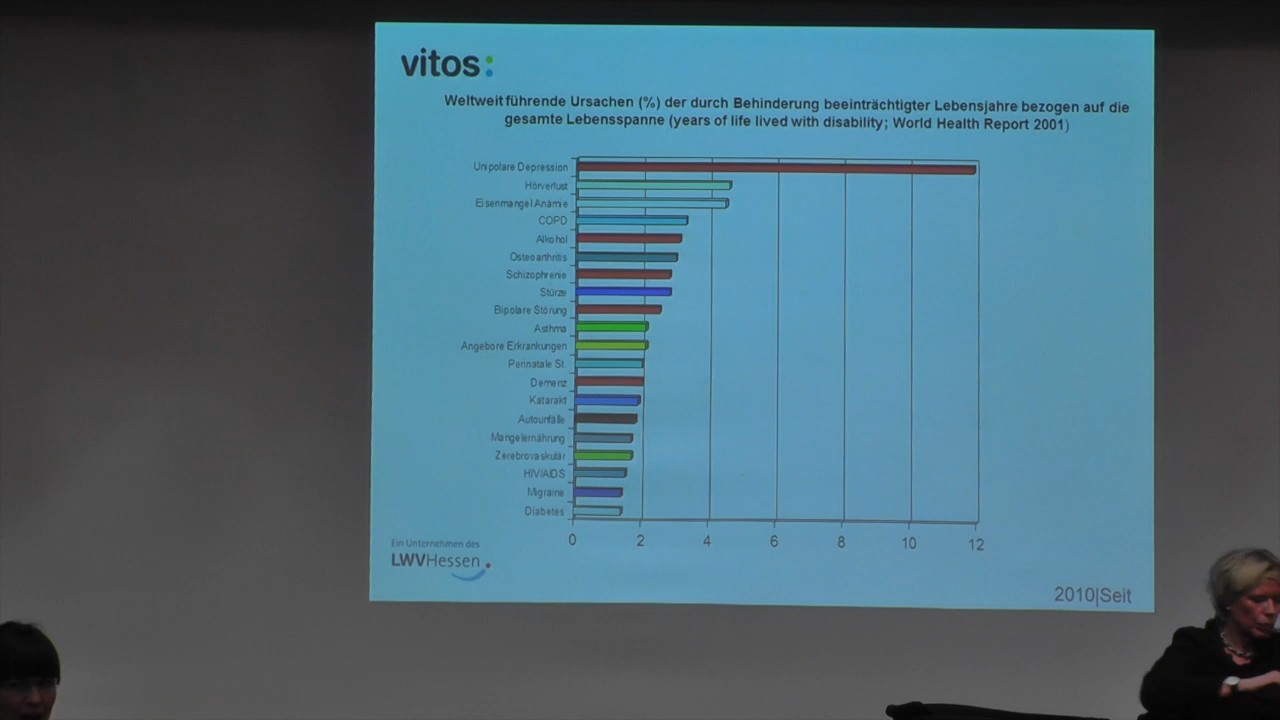 vitos:
Weltweit führende Ursachen (%) der durch Behinderung beeinträchtigter Lebensjahre bezogen auf die
gesamte Lebensspanne (years of life lived with disability; World Health Report 2001)
Unipolare Depression
Hörverlust
Eisenmangel Anämie
COPD
Alkohol
Osteoarthritis
Schizophrenie
Stürze
Bipolare Störung
Asthma
Angebore Erkrankungen
Perinatale St.
Demenz
Katarakt
Autounfälle
Mangelernährung
Zerebrovaskulär
HIV/AIDS
Migraine
Diabetes
0 2 4 6 8 10 12
Ein Unternehmen des
LWVHessen
2010|Seit